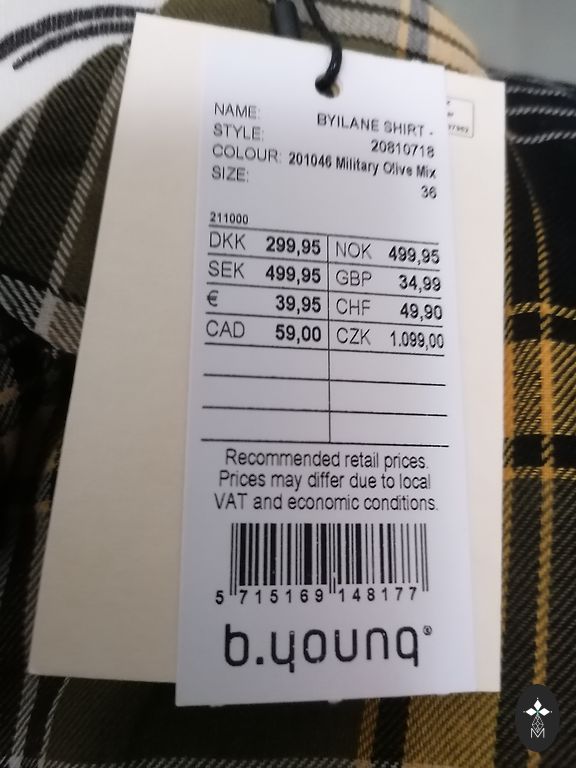 NAME: BYILANE SHIRT -
STYLE: 20810718
COLOUR: 201046 Military Olive Mix
SIZE: 36
211000
DKK 299,95 NOK 499,95
SEK 499,95 GBP 34,99
€ 39,95 CHF 49,90
CAD 59,00 CZK 1.099,00
Recommended retail prices.
Prices may differ due to local
VAT and economic conditions.
5 715169 148177
b.young®
M